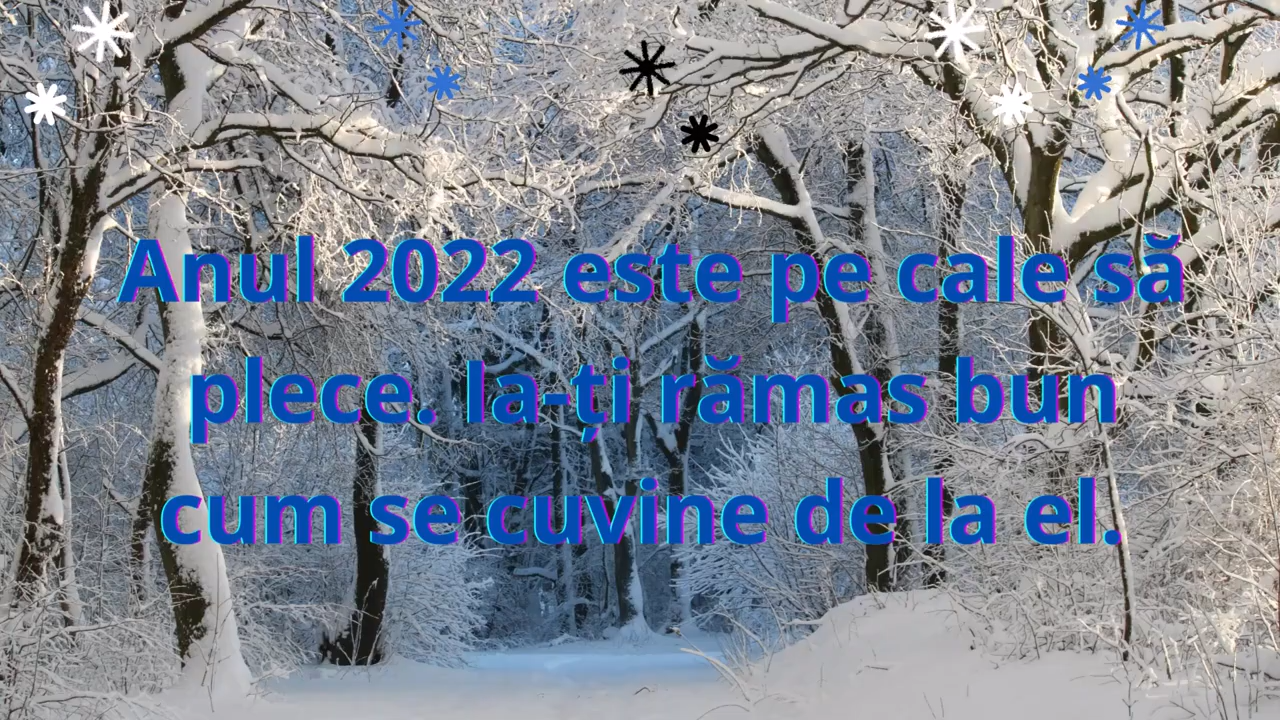 Anul 2022 este pe cale să
plece. Ia-ți rămas bun
cum se cuvine de la el.